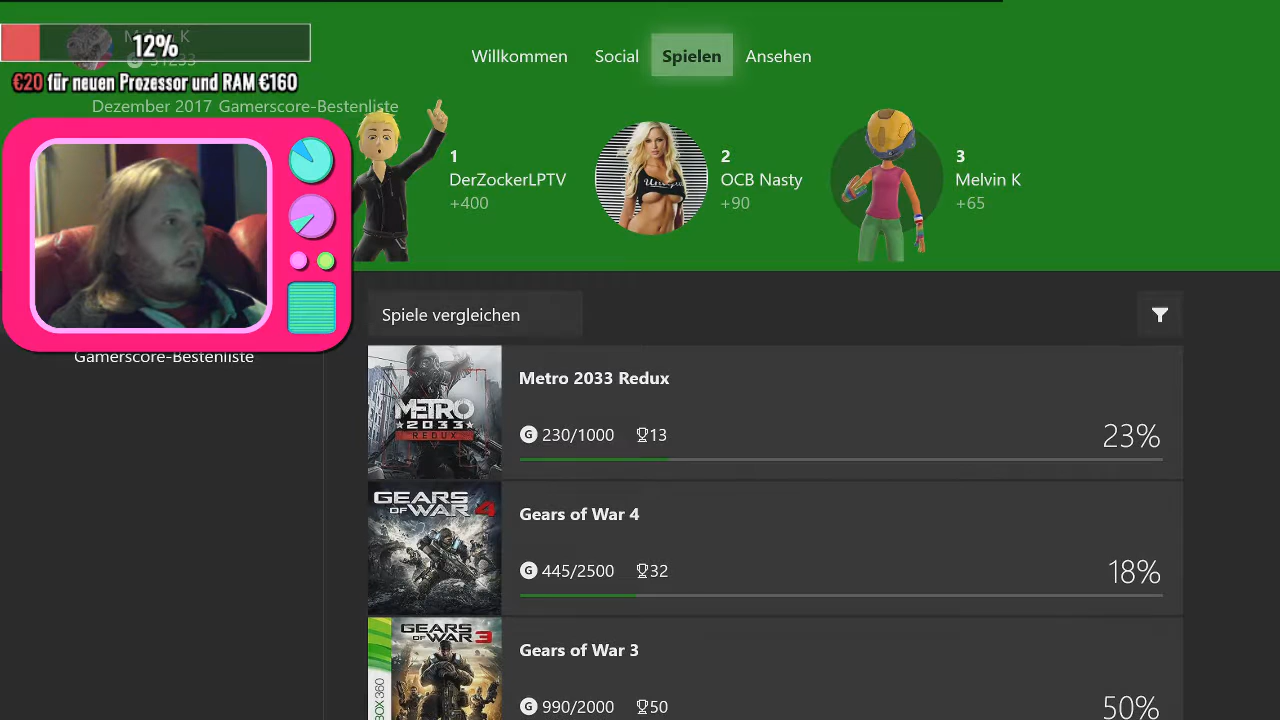 12%
Melvin K
31233
€20 für neuen Prozessor und RAM €160
Dezember 2017 Gamerscore-Bestenliste
Willkommen
Social
Spielen
Ansehen
1
DerZockerLPTV
+400
2
OCB Nasty
+90
3
Melvin K
+65
Gamerscore-Bestenliste
Spiele vergleichen
METRO
2033
REDUX
Metro 2033 Redux
G 230/1000 13
23%
GEARS
OF WAR 4
Gears of War 4
G 445/2500 32
18%
GEARS
OF WAR 3
XBOX 360
Gears of War 3
G 990/2000 50
50%